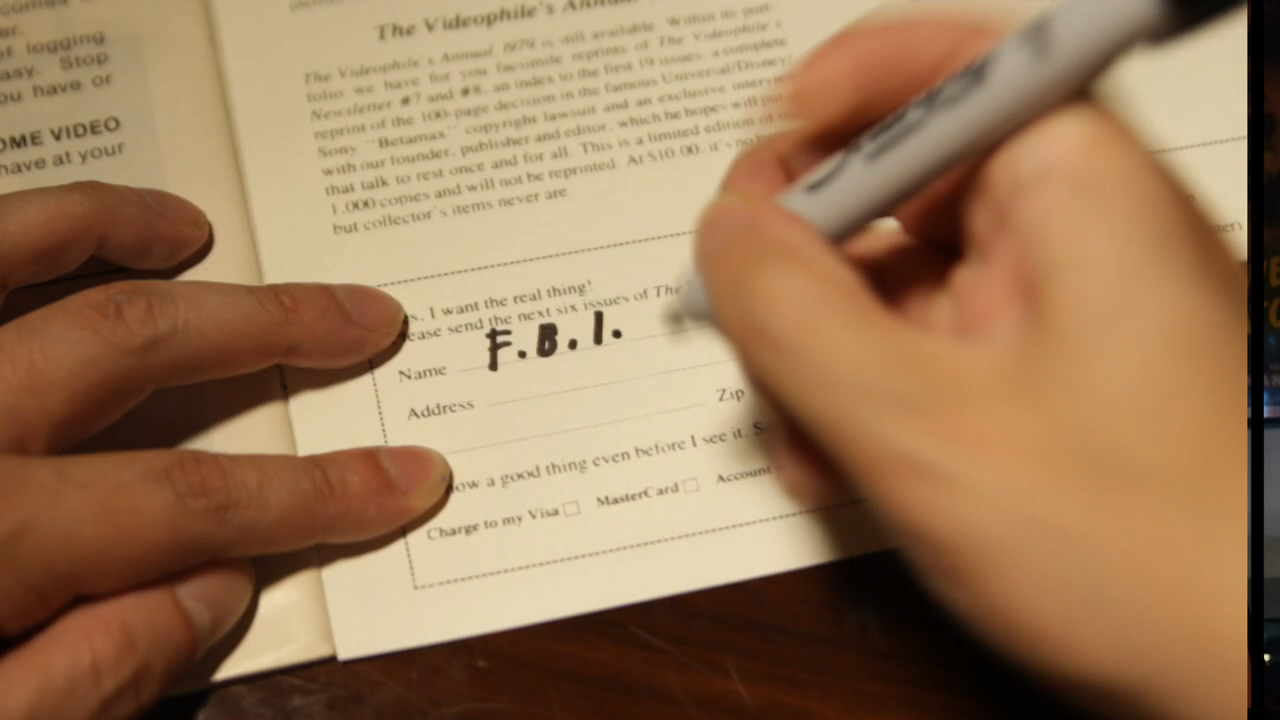 of logging
asy. Stop
ou have or
OME VIDEO
have at your
The Videophile's Annual
The Videophile's Annual 1979 is still available. Within its port-
folio we have for you facsimile reprints of The Videophile's
Newsletter #7 and #8, an index to the first 19 issues, a complete
reprint of the 100-page decision in the famous Universal/Disney/
Sony "Betamax" copyright lawsuit and an exclusive interview
with our founder, publisher and editor, which he hopes will put
that talk to rest once and for all. This is a limited edition of
1,000 copies and will not be reprinted. At $10.00, it's no
but collector's items never are
s, I want the real thing!
ease send the next six issues of The
Name F.B.I.
Address
Zip
ow a good thing even before I see it. S
Charge to my Visa MasterCard Account